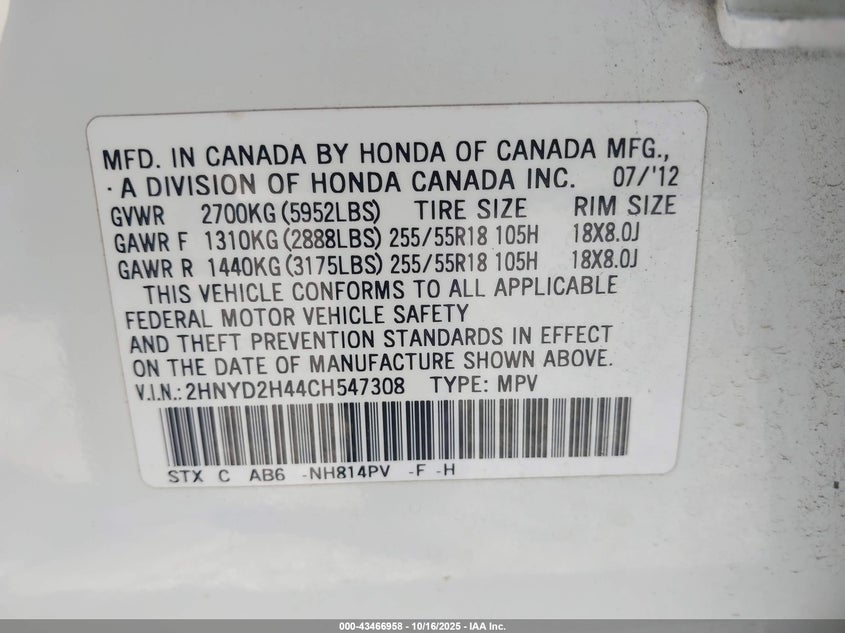 MFD. IN CANADA BY HONDA OF CANADA MFG.,
·A DIVISION OF HONDA CANADA INC. 07/'12
GVWR 2700KG (5952LBS) TIRE SIZE RIM SIZE
GAWR F 1310KG (2888LBS) 255/55R18 105H 18X8.0J
GAWR R 1440KG (3175LBS) 255/55R18 105H 18X8.0J
THIS VEHICLE CONFORMS TO ALL APPLICABLE
FEDERAL MOTOR VEHICLE SAFETY
AND THEFT PREVENTION STANDARDS IN EFFECT
ON THE DATE OF MANUFACTURE SHOWN ABOVE.
V.I.N.: 2HNYD2H44CH547308 TYPE: MPV
STX C AB6 -NH814PV -F -H
000-43466958 - 10/16/2025 - IAA Inc.